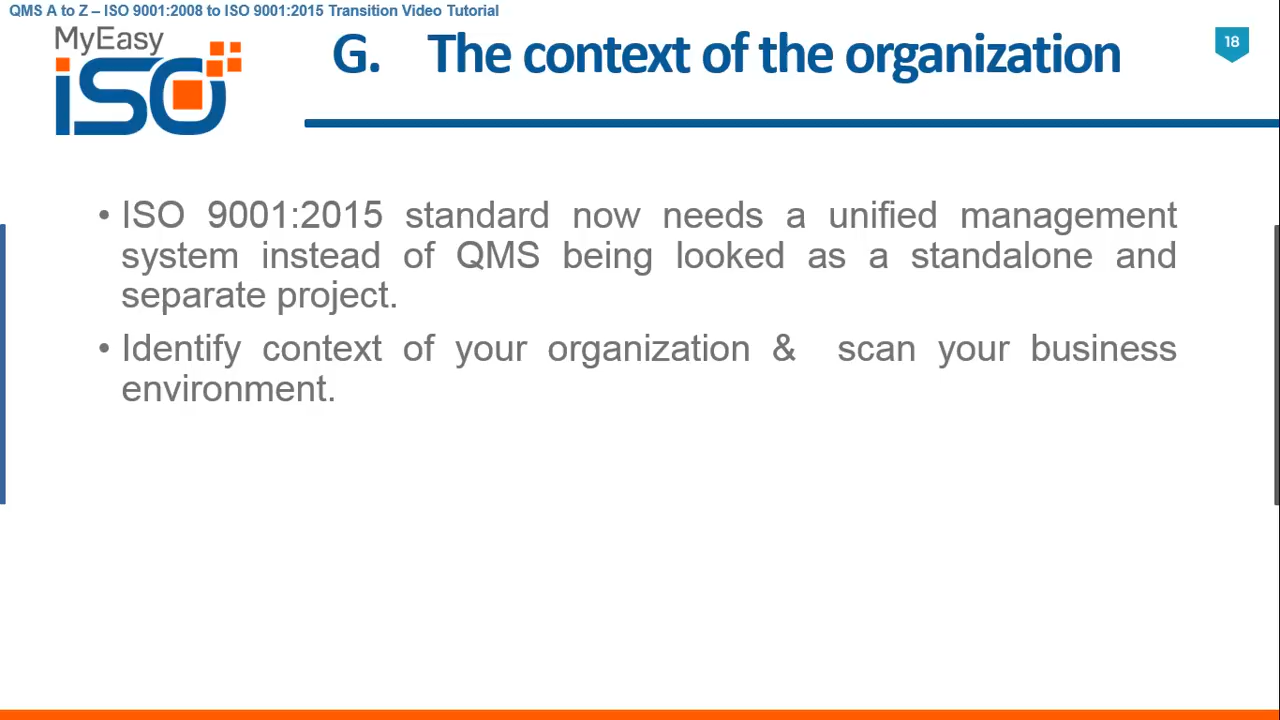 QMS A to Z – ISO 9001:2008 to ISO 9001:2015 Transition Video Tutorial
MyEasy
iSO
G. The context of the organization
18
• ISO 9001:2015 standard now needs a unified management
system instead of QMS being looked as a standalone and
separate project.
• Identify context of your organization & scan your business
environment.